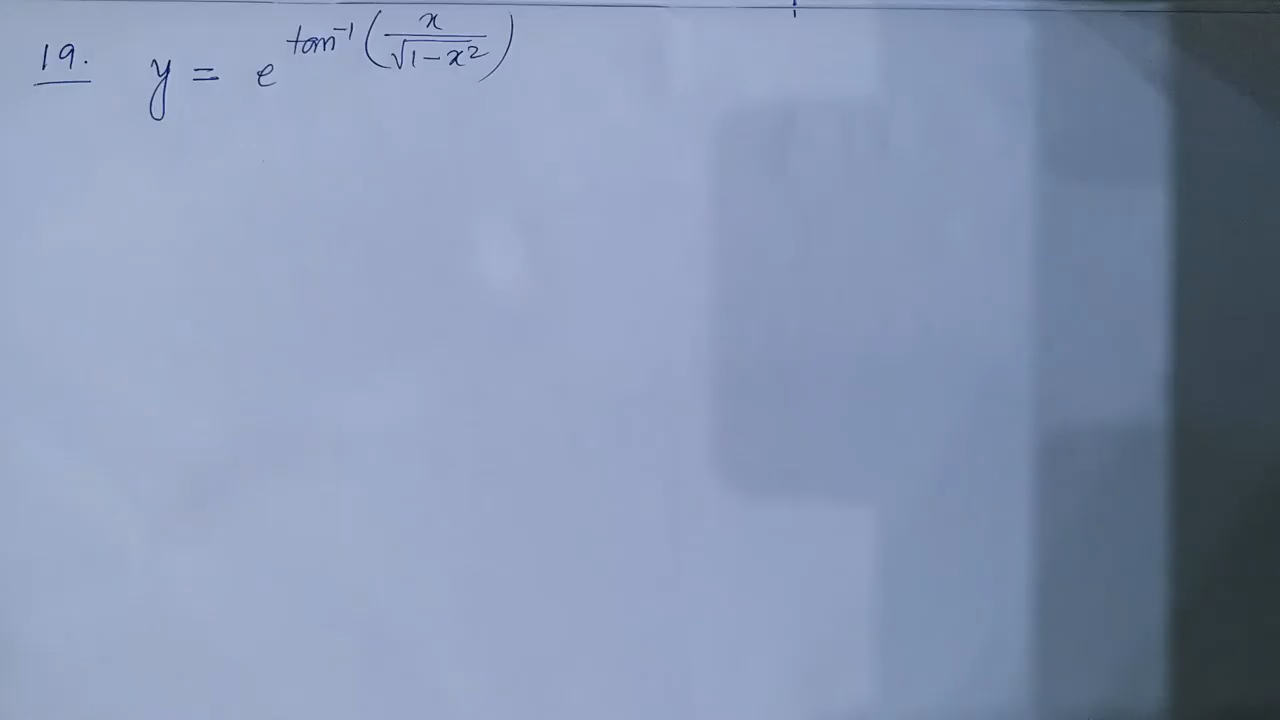 19. y = e^{tan^{-1}(x/√(1-x²))}